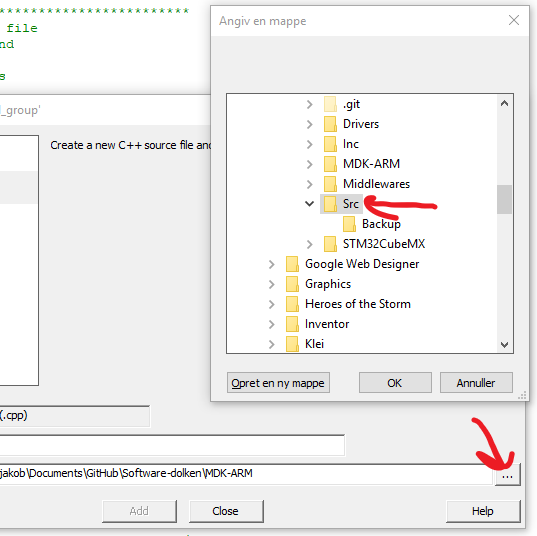 ************************
file
nd
s
l_group'
Create a new C++ source file and
Angiv en mappe
.git
Drivers
Inc
MDK-ARM
Middlewares
Src
Backup
STM32CubeMX
Google Web Designer
Graphics
Heroes of the Storm
Inventor
Klei
Opret en ny mappe
OK
Annuller
(.cpp)
jakob\Documents\GitHub\Software-dolken\MDK-ARM
...
Add
Close
Help